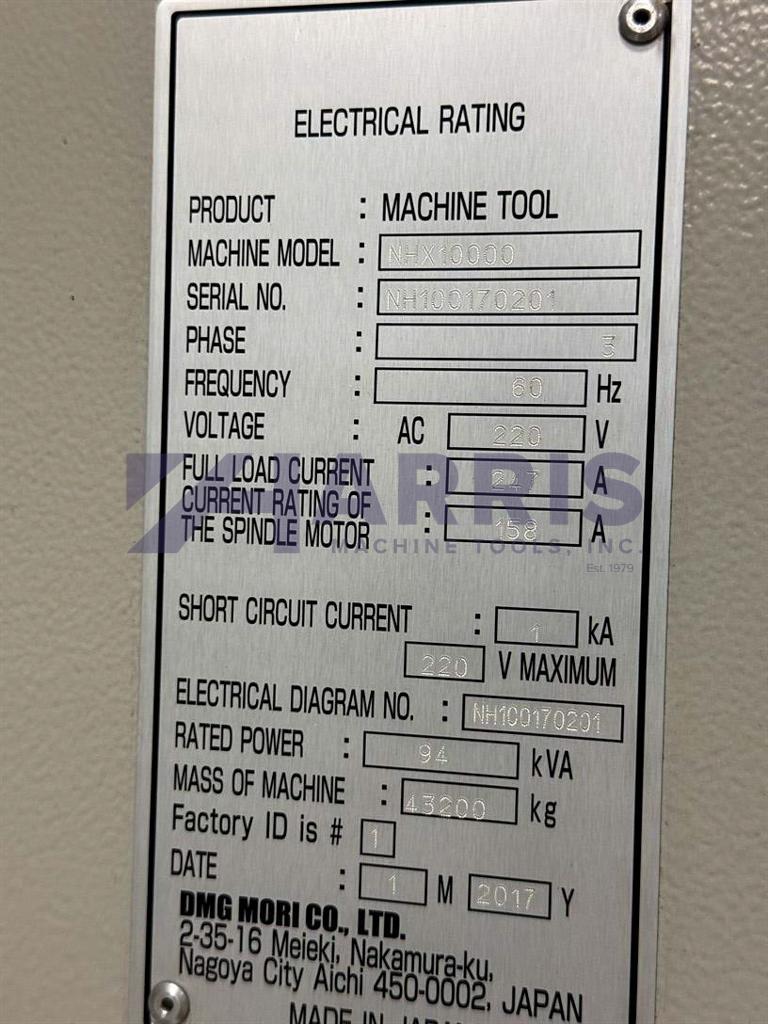 ELECTRICAL RATING
PRODUCT : MACHINE TOOL
MACHINE MODEL : NHX10000
SERIAL NO. : NH100170201
PHASE : 3
FREQUENCY : 60 Hz
VOLTAGE : AC 220 V
FULL LOAD CURRENT : 247 A
CURRENT RATING OF
THE SPINDLE MOTOR : 158 A
HARRIS
MACHINE TOOLS, INC.
Est. 1979
SHORT CIRCUIT CURRENT : 1 kA
220 V MAXIMUM
ELECTRICAL DIAGRAM NO. : NH100170201
RATED POWER : 94 kVA
MASS OF MACHINE : 43200 kg
Factory ID is # 1
DATE : 1 M 2017 Y
DMG MORI CO., LTD.
2-35-16 Meieki, Nakamura-ku,
Nagoya City Aichi 450-0002, JAPAN
MADE IN JAPAN